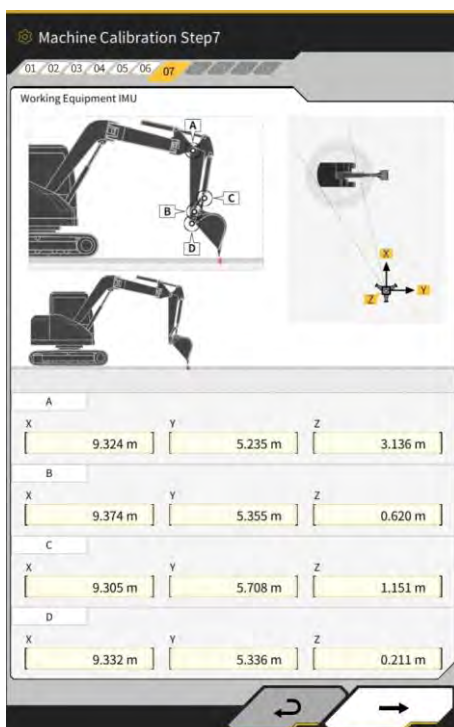 Machine Calibration Step7
01 02 03 04 05 06 07
Working Equipment IMU
A
B
C
D
X
Y
Z
A
X Y Z
9.324 m 5.235 m 3.136 m
B
X Y Z
9.374 m 5.355 m 0.620 m
C
X Y Z
9.305 m 5.708 m 1.151 m
D
X Y Z
9.332 m 5.336 m 0.211 m